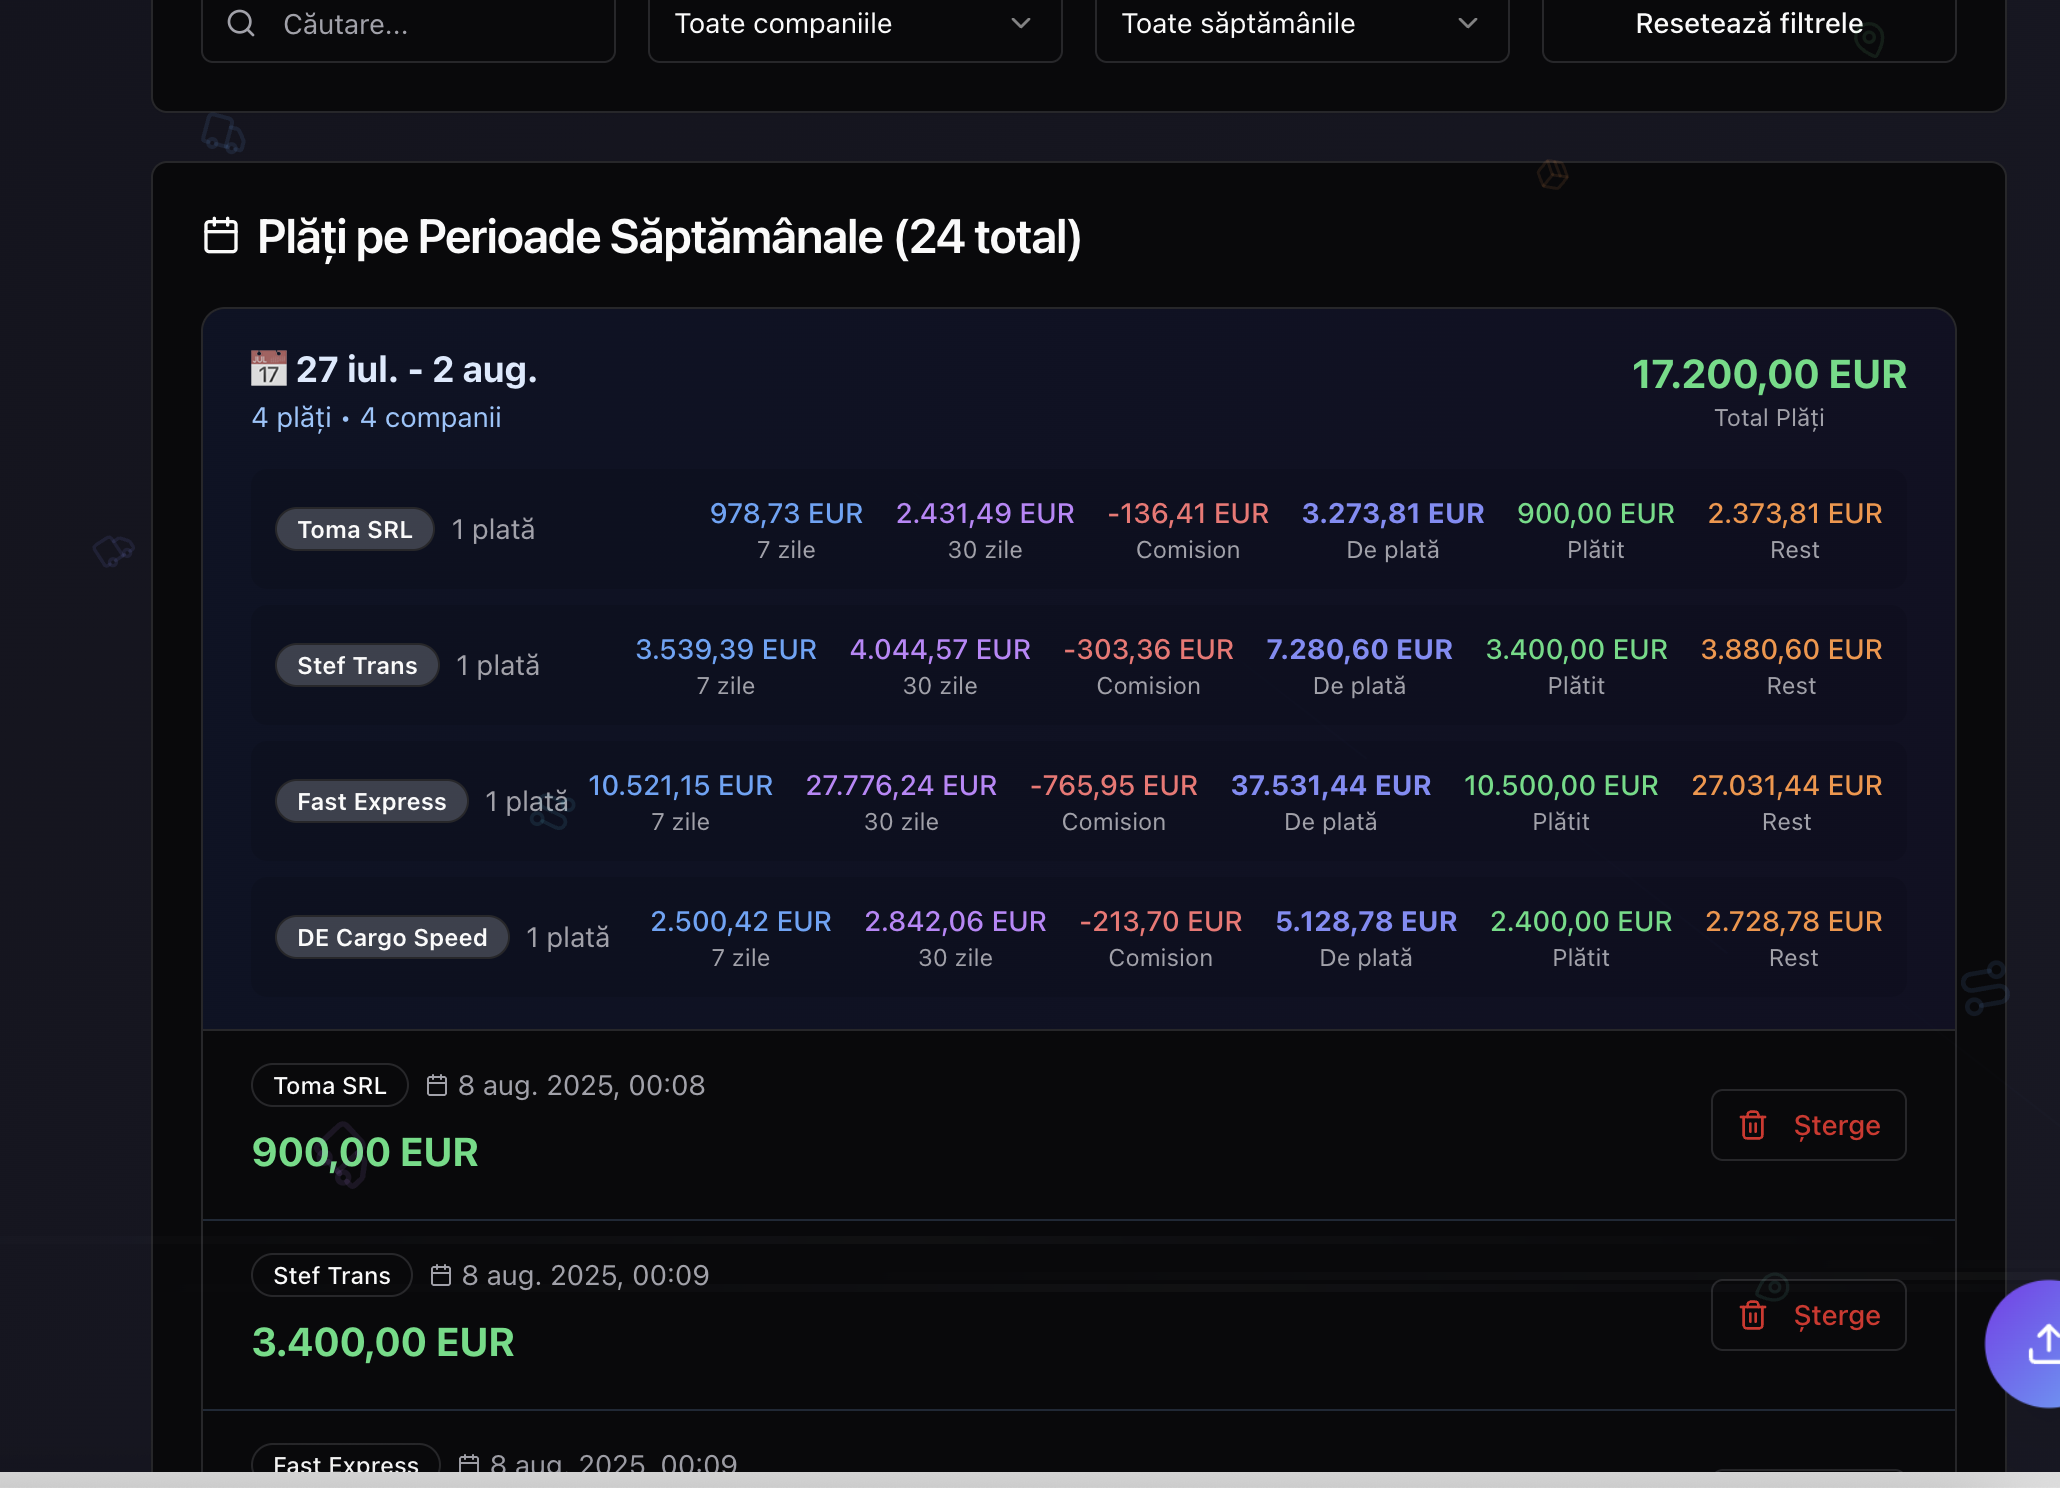 Căutare...
Toate companiile
Toate săptămânile
Resetează filtrele
Plăți pe Perioade Săptămânale (24 total)
JUL 17 27 iul. - 2 aug.
17.200,00 EUR
4 plăți • 4 companii
Total Plăți
Toma SRL 1 plată 978,73 EUR 2.431,49 EUR -136,41 EUR 3.273,81 EUR 900,00 EUR 2.373,81 EUR
7 zile 30 zile Comision De plată Plătit Rest
Stef Trans 1 plată 3.539,39 EUR 4.044,57 EUR -303,36 EUR 7.280,60 EUR 3.400,00 EUR 3.880,60 EUR
7 zile 30 zile Comision De plată Plătit Rest
Fast Express 1 plată 10.521,15 EUR 27.776,24 EUR -765,95 EUR 37.531,44 EUR 10.500,00 EUR 27.031,44 EUR
7 zile 30 zile Comision De plată Plătit Rest
DE Cargo Speed 1 plată 2.500,42 EUR 2.842,06 EUR -213,70 EUR 5.128,78 EUR 2.400,00 EUR 2.728,78 EUR
7 zile 30 zile Comision De plată Plătit Rest
Toma SRL 8 aug. 2025, 00:08
900,00 EUR
Șterge
Stef Trans 8 aug. 2025, 00:09
3.400,00 EUR
Șterge
Fast Express 8 aug. 2025, 00:09